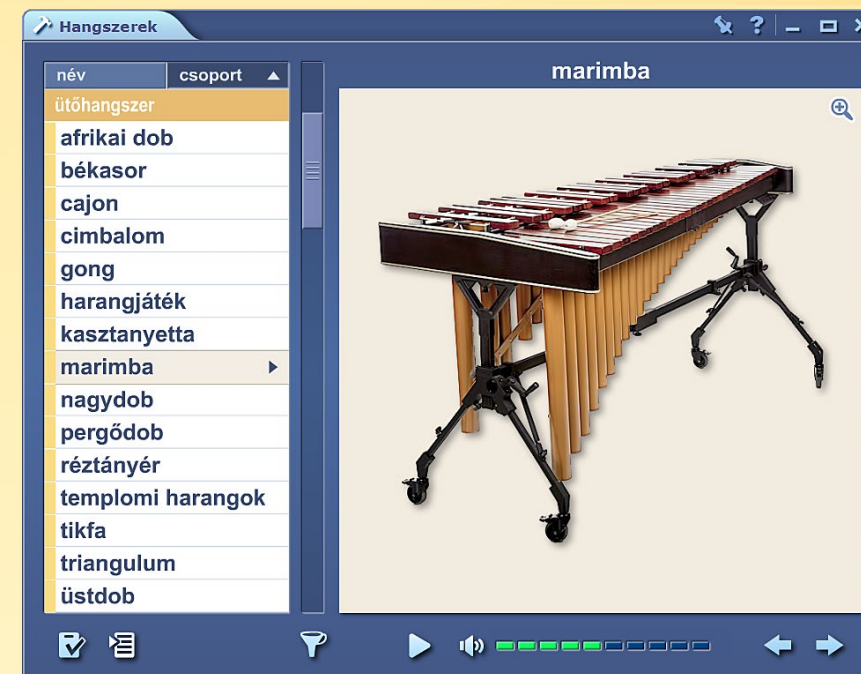 Hangszerek
?
név
csoport
ütőhangszer
afrikai dob
békasor
cajon
cimbalom
gong
harangjáték
kasztanyetta
marimba
nagydob
pergődob
réztányér
templomi harangok
tikfa
triangulum
üstdob
marimba